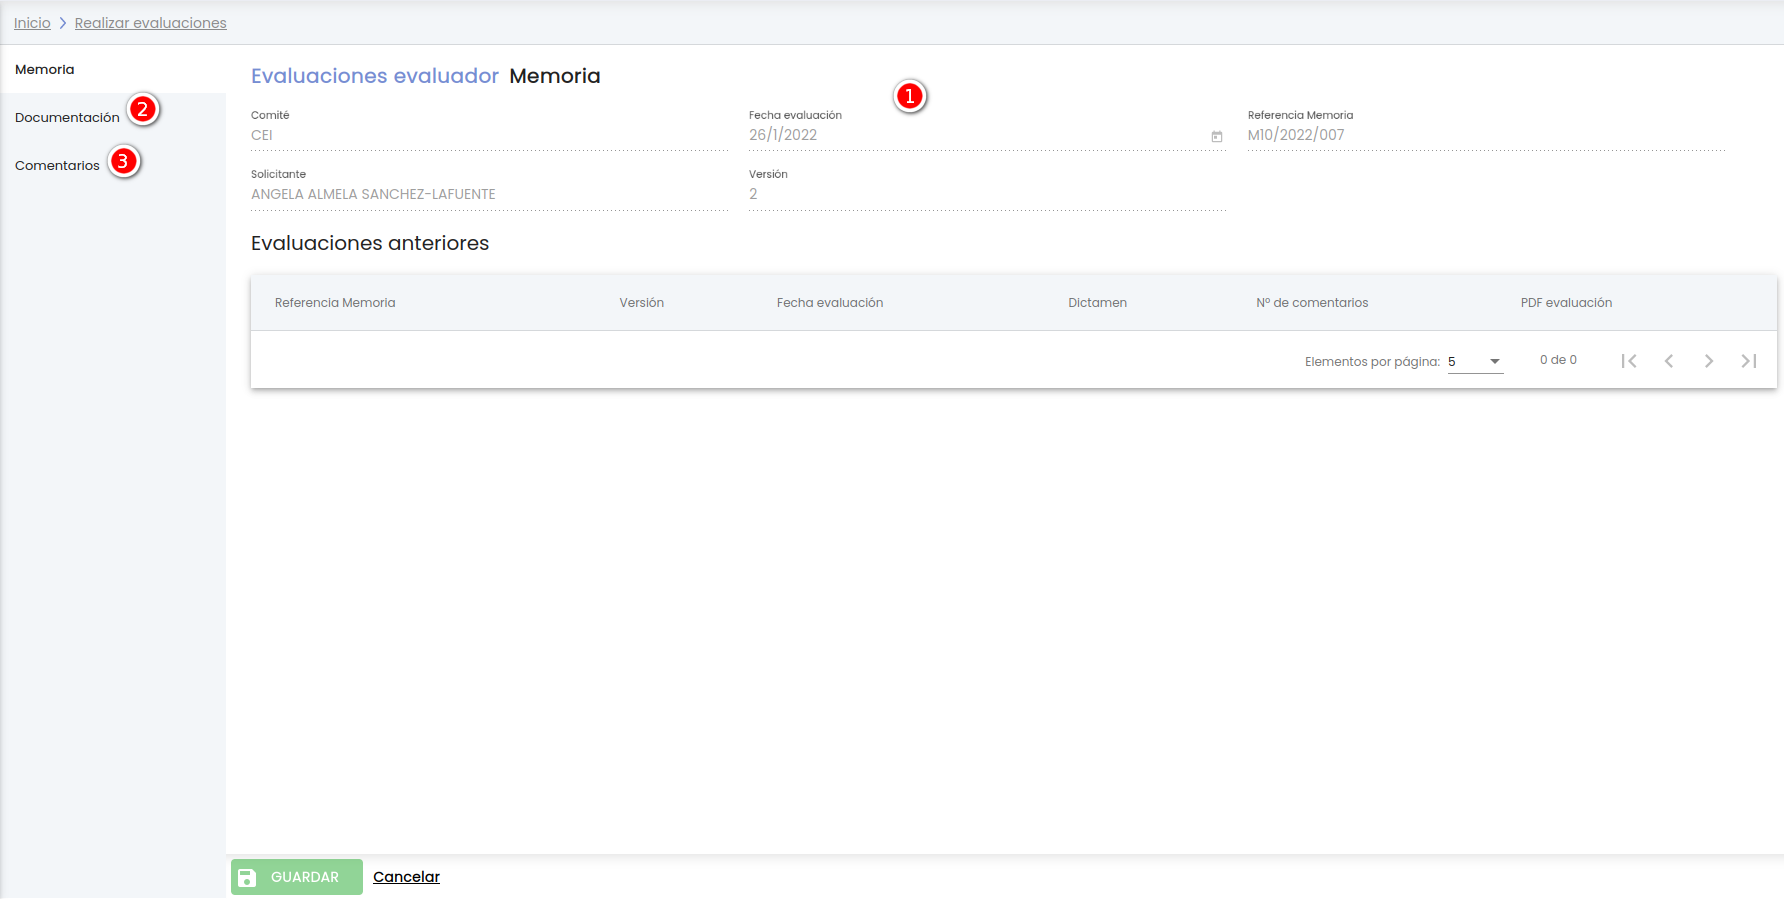 Inicio > Realizar evaluaciones
Memoria
Documentación 2
Comentarios 3
Evaluaciones evaluador Memoria
1
Comité Fecha evaluación Referencia Memoria
CEI 26/1/2022 M10/2022/007
Solicitante Versión
ANGELA ALMELA SANCHEZ-LAFUENTE 2
Evaluaciones anteriores
Referencia Memoria Versión Fecha evaluación Dictamen Nº de comentarios PDF evaluación
Elementos por página: 5 0 de 0
GUARDAR Cancelar